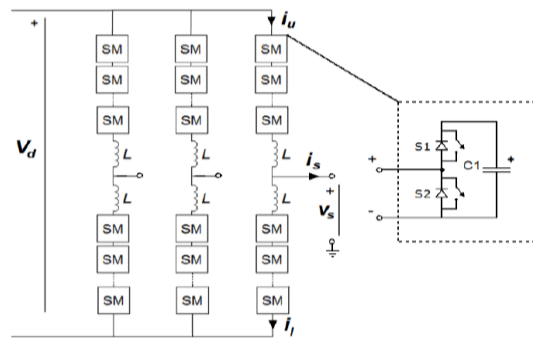 + i_u
SM SM SM
SM SM SM
SM SM SM
V_d
L L L
i_s
+
S1
C1 +
+
S2
-
L L L
V_s
SM SM SM
SM SM SM
SM SM SM
i_l